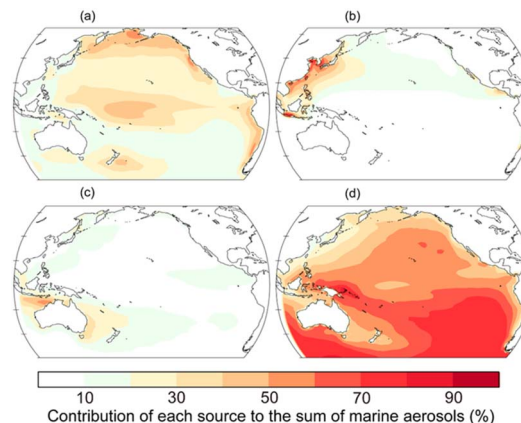 (a)
(b)
(c)
(d)
10 30 50 70 90
Contribution of each source to the sum of marine aerosols (%)